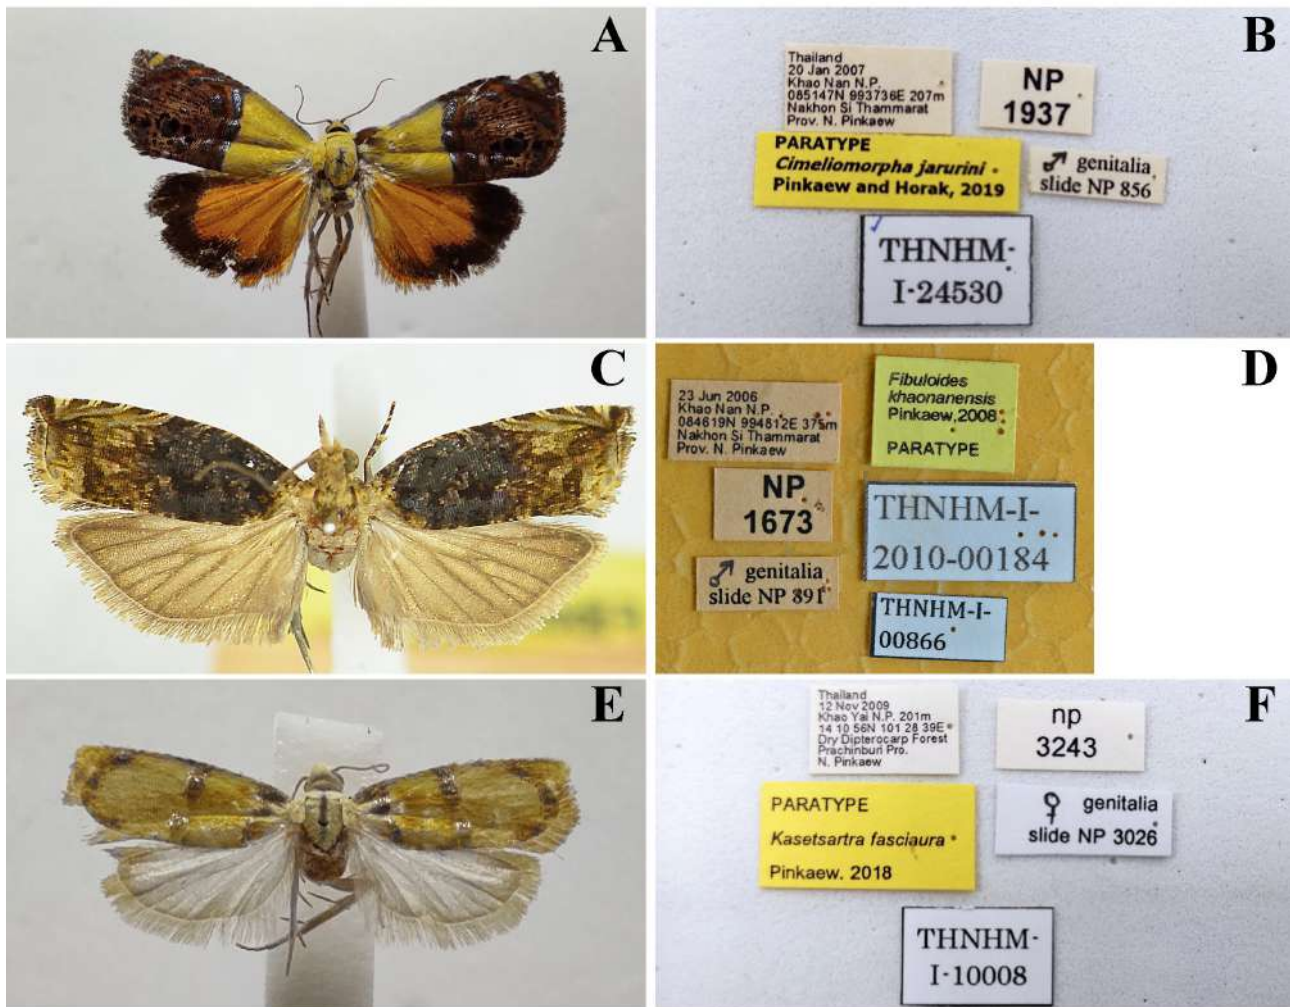 A
B
Thailand
20 Jan 2007
Khao Nan N.P.
085147N 993736E 207m
Nakhon Si Thammarat
Prov. N. Pinkaew
NP
1937
PARATYPE
Cimeliomorpha jarurini
Pinkaew and Horak, 2019
♂ genitalia
slide NP 856
THNHM-
I-24530
C
D
23 Jun 2006
Khao Nan N.P.
084619N 994812E 375m
Nakhon Si Thammarat
Prov. N. Pinkaew
Fibuloides
khaonanensis
Pinkaew, 2008
PARATYPE
NP
1673
THNHM-I-
2010-00184
♂ genitalia
slide NP 891
THNHM-I-
00866
E
F
Thailand
12 Nov 2009
Khao Yai N.P. 201m
14 10 56N 101 28 39E
Dry Dipterocarp Forest
Prachinburi Pro.
N. Pinkaew
np
3243
PARATYPE
Kasetsartra fasciaura
Pinkaew. 2018
♀ genitalia
slide NP 3026
THNHM-
I-10008